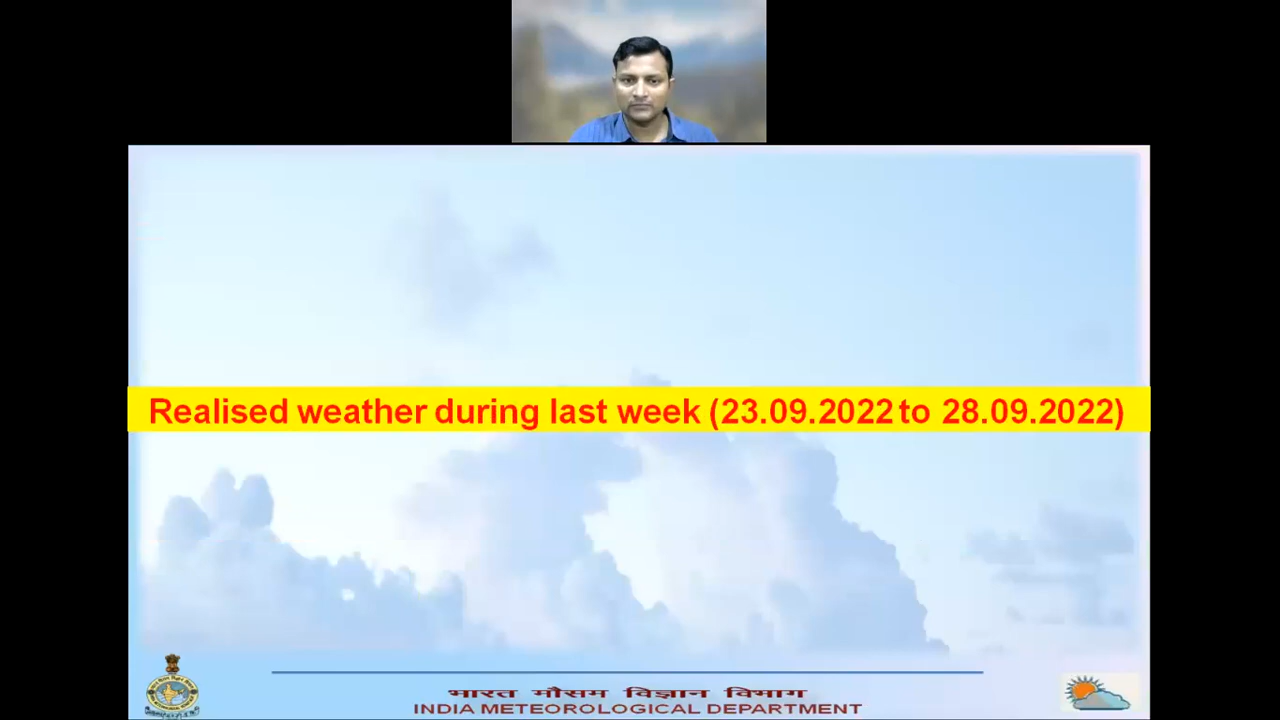 Realised weather during last week (23.09.2022 to 28.09.2022)
भारत मौसम विज्ञान विभाग
INDIA METEOROLOGICAL DEPARTMENT